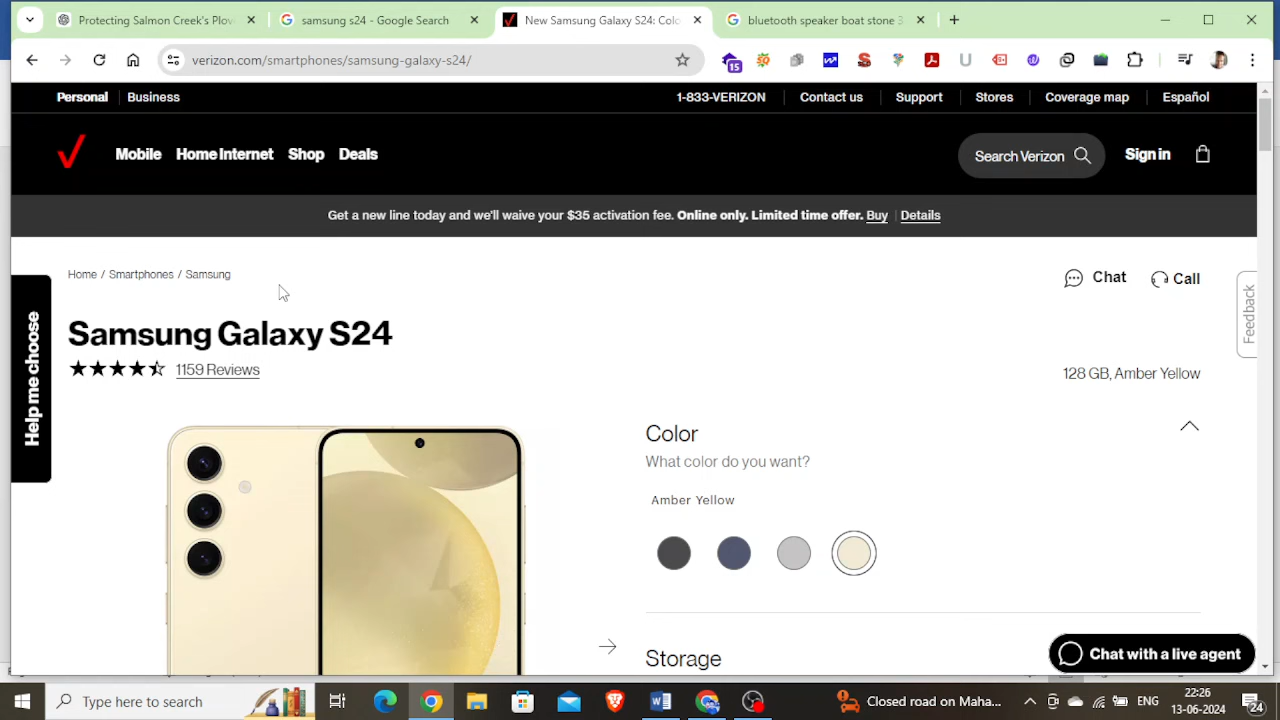 Protecting Salmon Creek's Plov
samsung s24 - Google Search
New Samsung Galaxy S24: Colo
bluetooth speaker boat stone 3
verizon.com/smartphones/samsung-galaxy-s24/
15
Personal Business 1-833-VERIZON Contact us Support Stores Coverage map Español
Mobile Home Internet Shop Deals Search Verizon Sign in
Get a new line today and we'll waive your $35 activation fee. Online only. Limited time offer. Buy Details
Home / Smartphones / Samsung
Chat Call
Feedback
Help me choose
Samsung Galaxy S24
1159 Reviews
128 GB, Amber Yellow
Color
What color do you want?
Amber Yellow
Storage
Chat with a live agent
Type here to search
Closed road on Maha...
ENG
22:26
13-06-2024
24